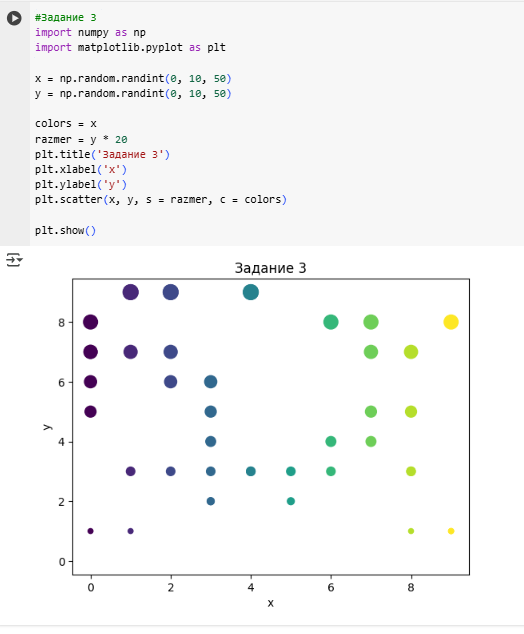 #Задание 3
import numpy as np
import matplotlib.pyplot as plt
x = np.random.randint(0, 10, 50)
y = np.random.randint(0, 10, 50)
colors = x
razmer = y * 20
plt.title('Задание 3')
plt.xlabel('x')
plt.ylabel('y')
plt.scatter(x, y, s = razmer, c = colors)
plt.show()
Задание 3
y
8
6
4
2
0
0 2 4 6 8
x